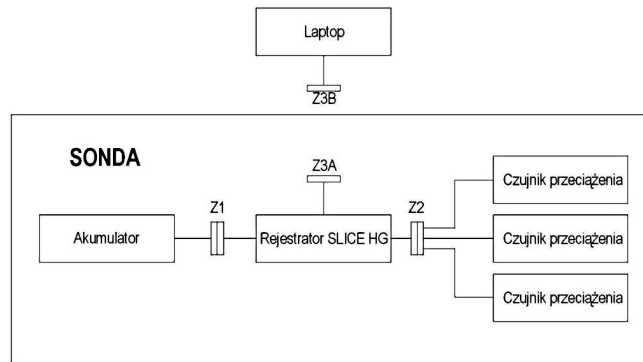 Laptop
Z3B
SONDA
Z3A
Z1
Z2
Czujnik przeciążenia
Akumulator
Rejestrator SLICE HG
Czujnik przeciążenia
Czujnik przeciążenia